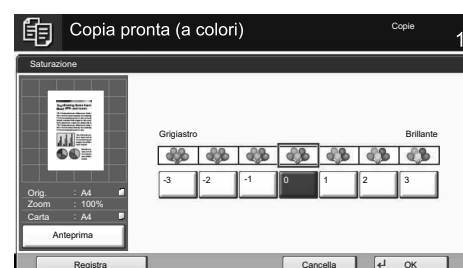 Copia pronta (a colori)
Copie
1
Saturazione
Grigiastro
Brillante
-3 -2 -1 0 1 2 3
Orig. : A4
Zoom : 100%
Carta : A4
Anteprima
Registra
Cancella
OK